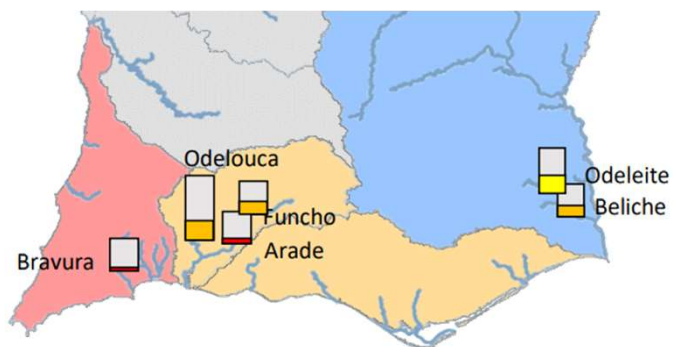 Odelouca
Odeleite
Beliche
Funcho
Arade
Bravura